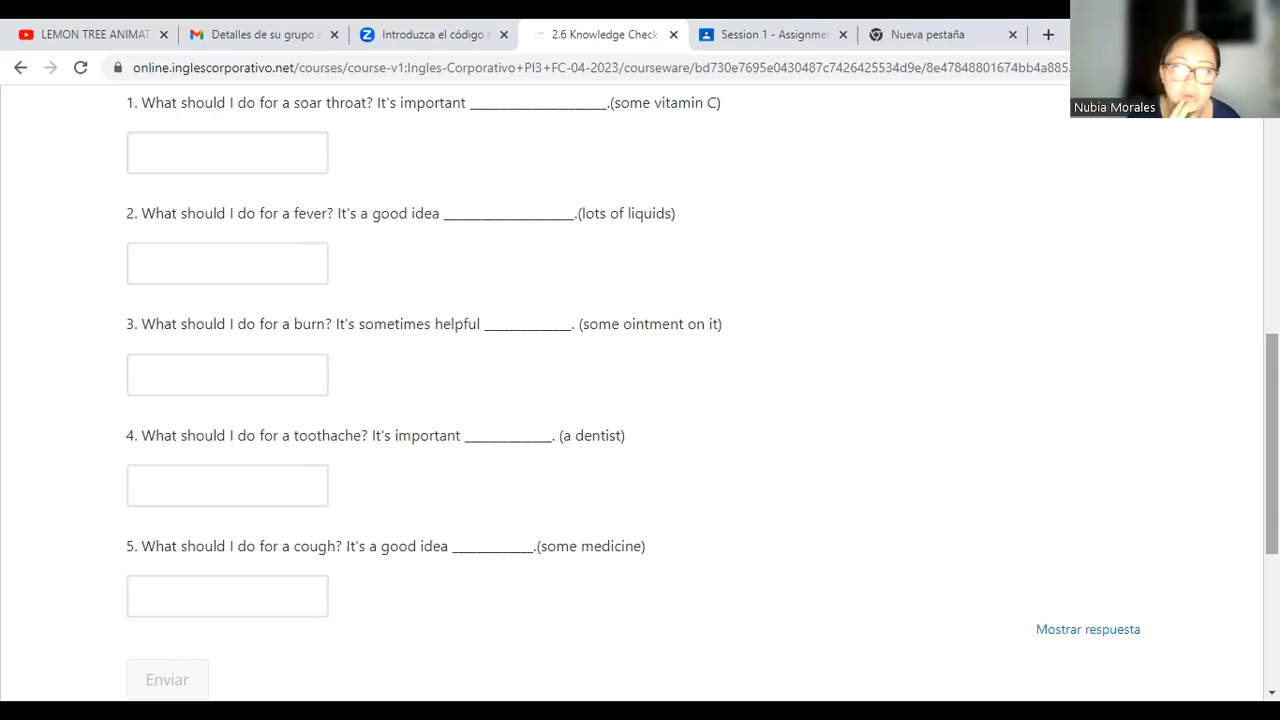 LEMON TREE ANIMAT
Detalles de su grupo
Introduzca el código
2.6 Knowledge Check
Session 1 - Assignme
Nueva pestaña
online.inglescorporativo.net/courses/course-v1:Ingles-Corporativo+PI3+FC-04-2023/courseware/bd730e7695e0430487c7426425534d9e/8e47848801674bb4a885
Nubia Morales
1. What should I do for a soar throat? It's important ______________________.(some vitamin C)
2. What should I do for a fever? It's a good idea _____________________.(lots of liquids)
3. What should I do for a burn? It's sometimes helpful ______________. (some ointment on it)
4. What should I do for a toothache? It's important ______________. (a dentist)
5. What should I do for a cough? It's a good idea _____________.(some medicine)
Mostrar respuesta
Enviar